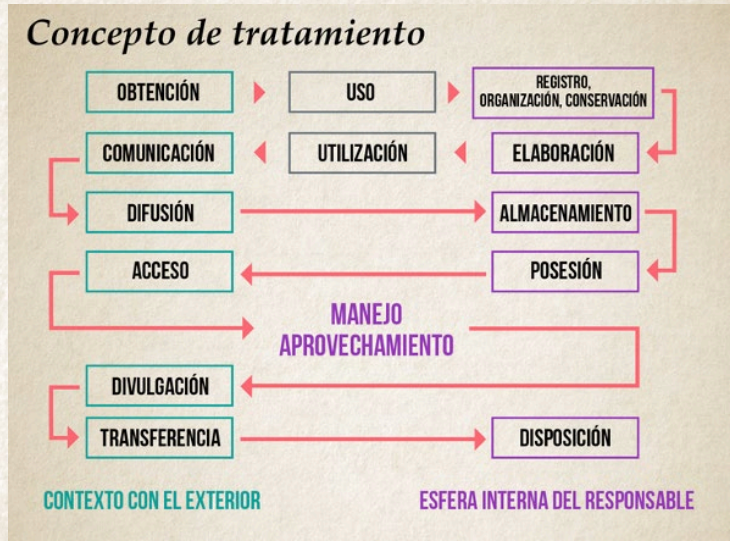 Concepto de tratamiento
OBTENCIÓN
USO
REGISTRO,
ORGANIZACIÓN, CONSERVACIÓN
COMUNICACIÓN
UTILIZACIÓN
ELABORACIÓN
DIFUSIÓN
ALMACENAMIENTO
ACCESO
POSESIÓN
MANEJO
APROVECHAMIENTO
DIVULGACIÓN
TRANSFERENCIA
DISPOSICIÓN
CONTEXTO CON EL EXTERIOR
ESFERA INTERNA DEL RESPONSABLE